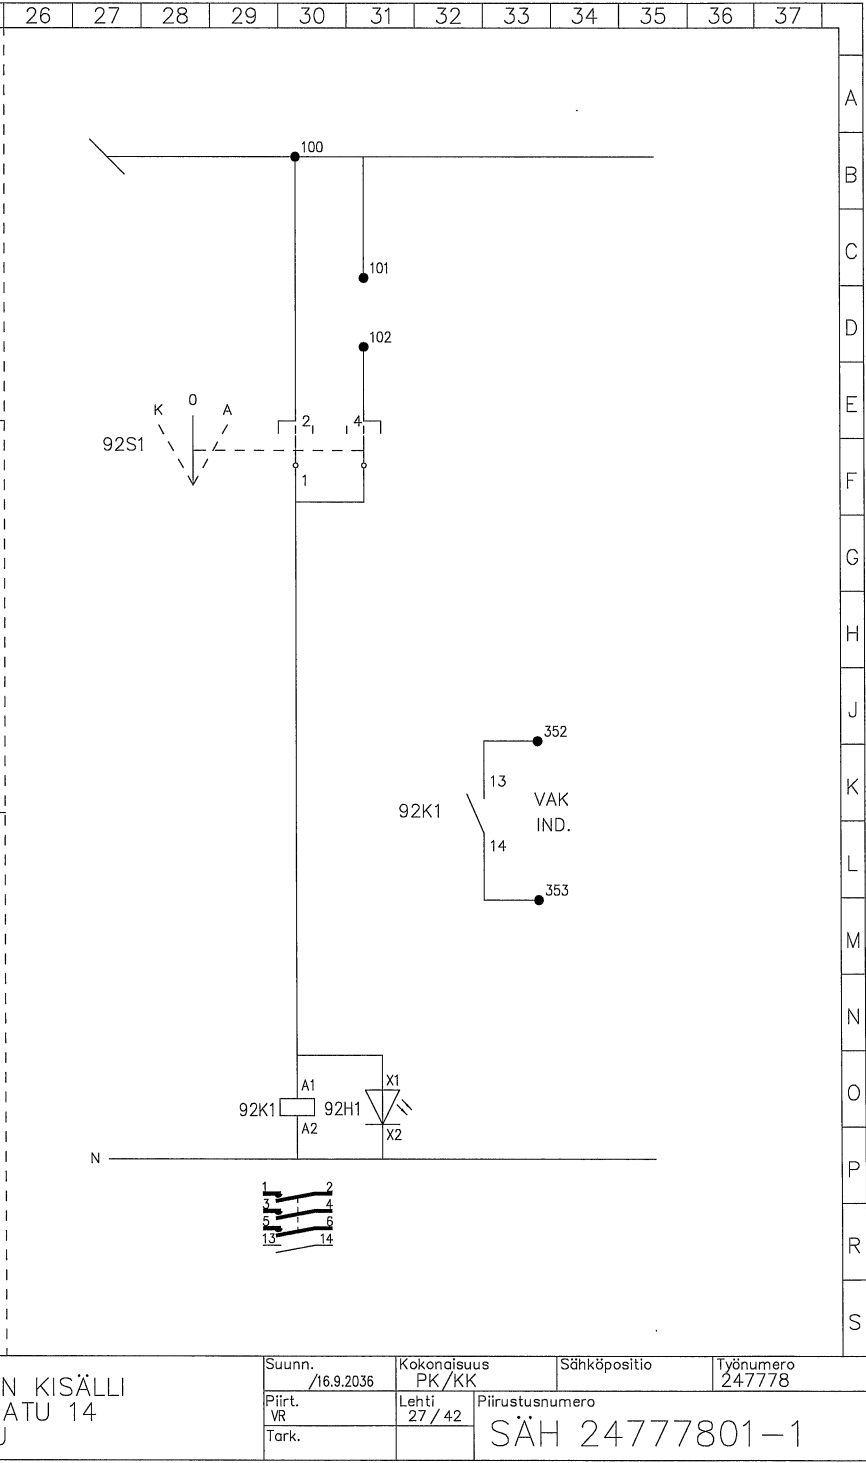 26 27 28 29 30 31 32 33 34 35 36 37
A
100
B
C
101
D
102
E
K 0 A
2 4
92S1
F
1
G
H
J
352
K
13
92K1 VAK
IND.
14
L
353
M
N
O
A1 X1
92K1 92H1
A2 X2
N
P
1 2
3 4
5 6
13 14
R
S
N KISÄLLI
ATU 14
U
Suunn.
/16.9.2036
Kokonaisuus
PK/KK
Sähköpositio
Työnumero
247778
Piirt.
VR
Lehti
27/42
Piirustusnumero
SÄH 24777801-1
Tark.